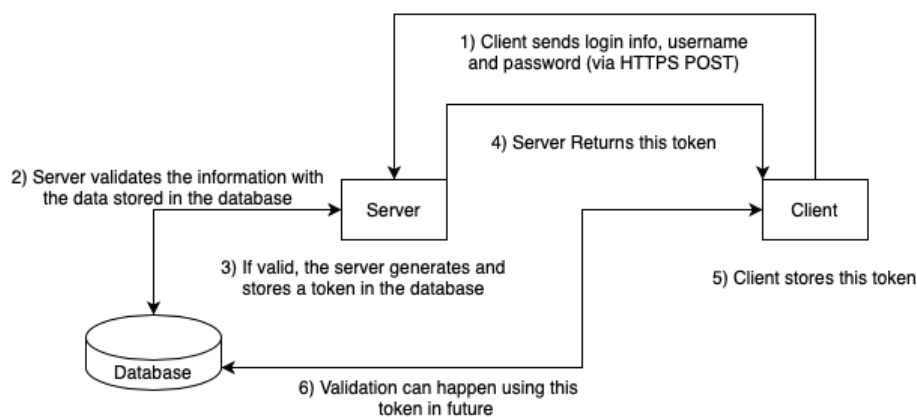 1) Client sends login info, username
and password (via HTTPS POST)
4) Server Returns this token
2) Server validates the information with
the data stored in the database
Server
Client
3) If valid, the server generates and
stores a token in the database
5) Client stores this token
Database
6) Validation can happen using this
token in future